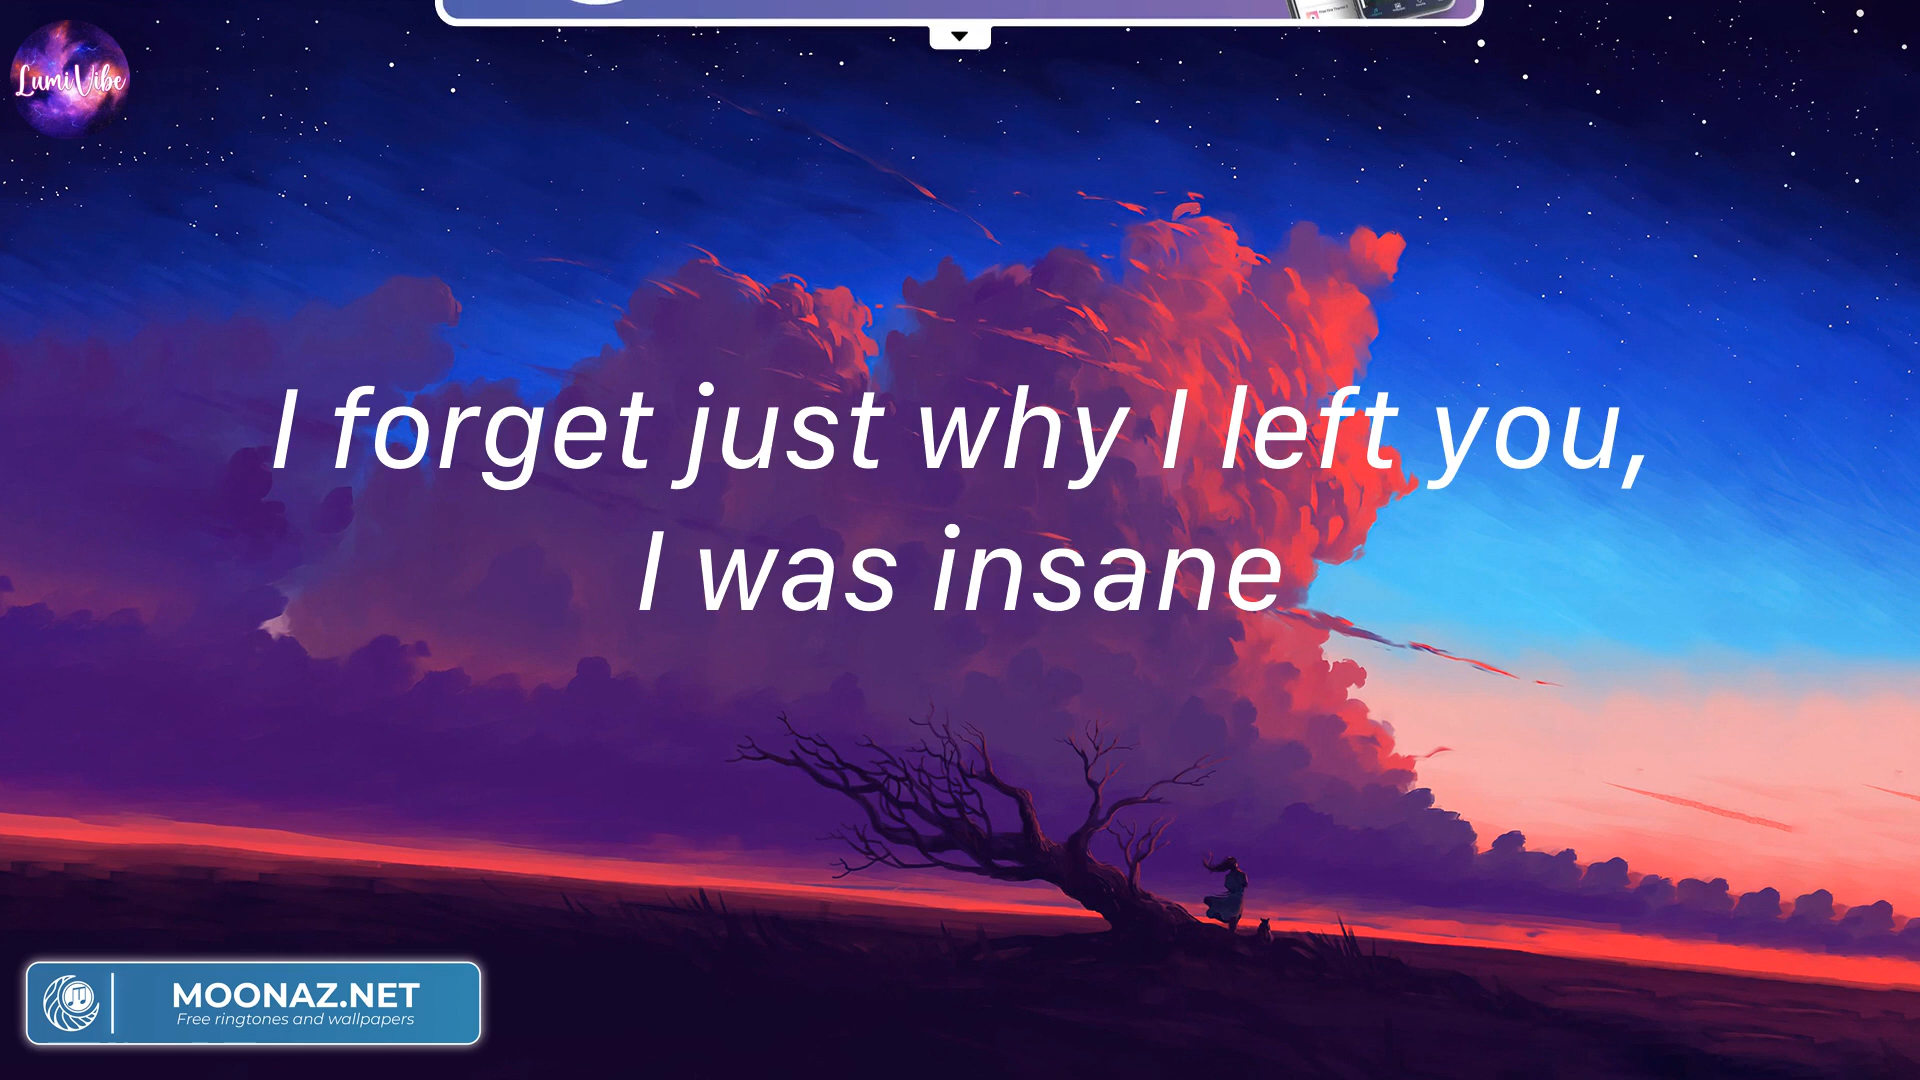 LumiVibe
I forget just why I left you,
I was insane
MOONAZ.NET
Free ringtones and wallpapers